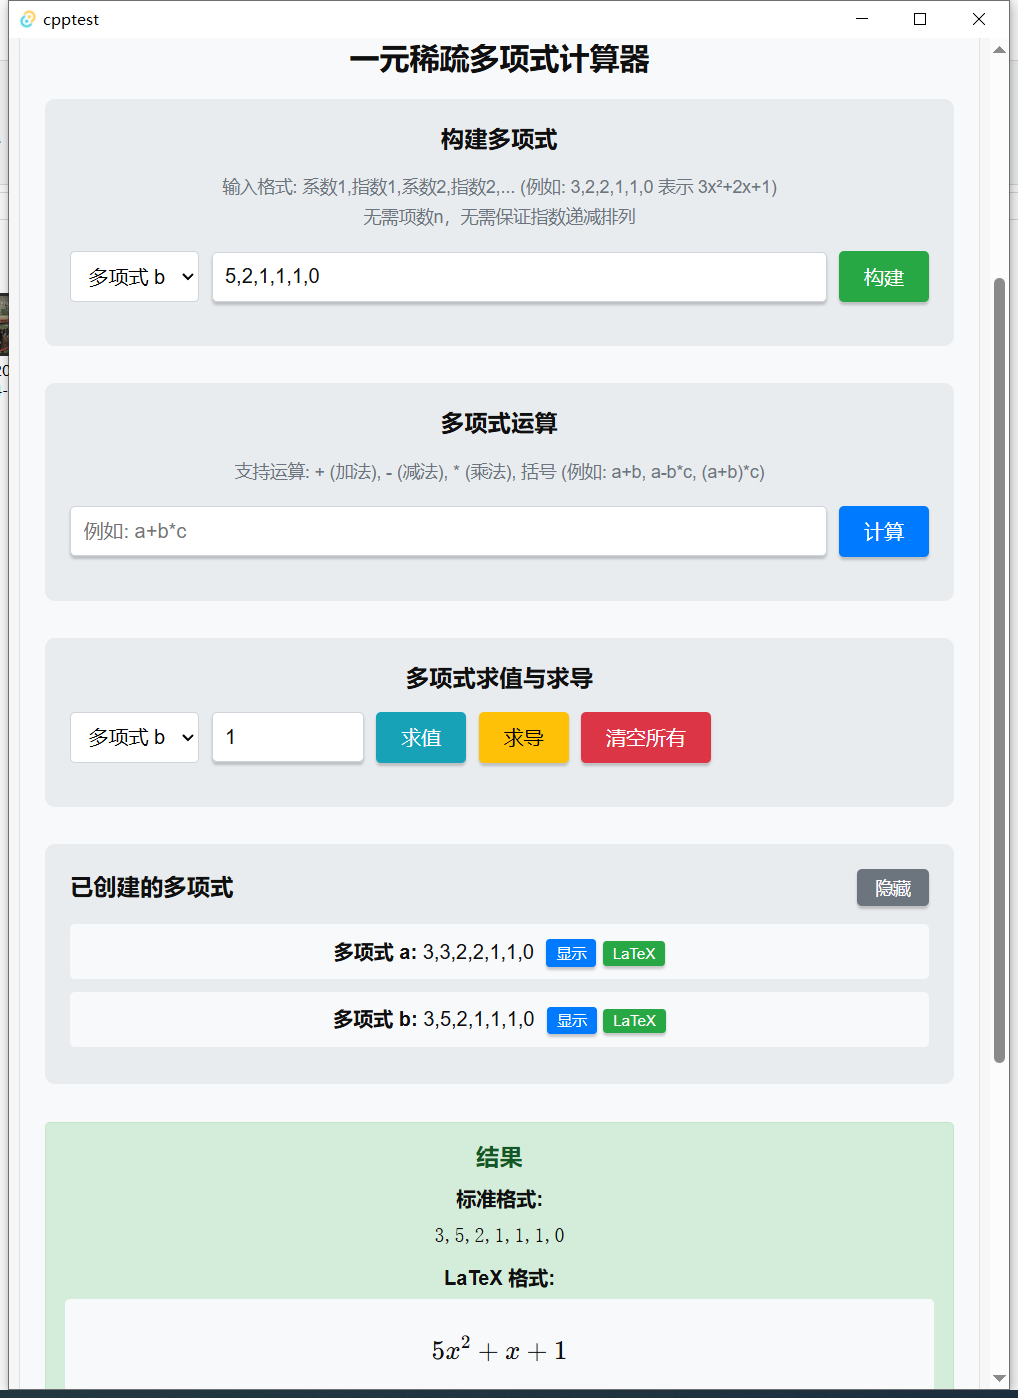 cpptest
一元稀疏多项式计算器
构建多项式
输入格式: 系数1,指数1,系数2,指数2,... (例如: 3,2,2,1,1,0 表示 3x²+2x+1)
无需项数n，无需保证指数递减排列
多项式 b 5,2,1,1,1,0 构建
多项式运算
支持运算: + (加法), - (减法), * (乘法), 括号 (例如: a+b, a-b*c, (a+b)*c)
例如: a+b*c 计算
多项式求值与求导
多项式 b 1 求值 求导 清空所有
已创建的多项式 隐藏
多项式 a: 3,3,2,2,1,1,0 显示 LaTeX
多项式 b: 3,5,2,1,1,1,0 显示 LaTeX
结果
标准格式:
3,5,2,1,1,1,0
LaTeX 格式:
5x² + x + 1